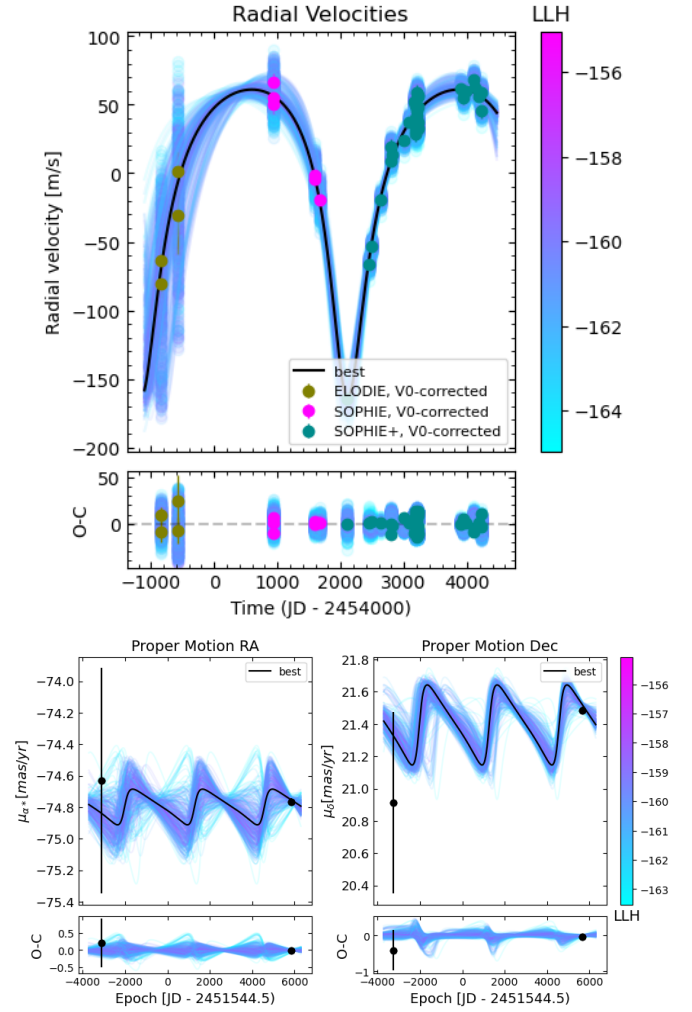 Radial Velocities
LLH
100
50
0
−50
−100
−150
−200
Radial velocity [m/s]
best
ELODIE, V0-corrected
SOPHIE, V0-corrected
SOPHIE+, V0-corrected
−156
−158
−160
−162
−164
50
0
O-C
−1000 0 1000 2000 3000 4000
Time (JD - 2454000)
Proper Motion RA
Proper Motion Dec
−74.0
−74.2
−74.4
−74.6
−74.8
−75.0
−75.2
−75.4
μα*[mas/yr]
best
21.8
21.6
21.4
21.2
21.0
20.8
20.6
20.4
μδ[mas/yr]
best
−156
−157
−158
−159
−160
−161
−162
−163
LLH
0.5
0.0
−0.5
O-C
−4000 −2000 0 2000 4000 6000
Epoch [JD - 2451544.5]
0
−1
O-C
−4000 −2000 0 2000 4000 6000
Epoch [JD - 2451544.5]